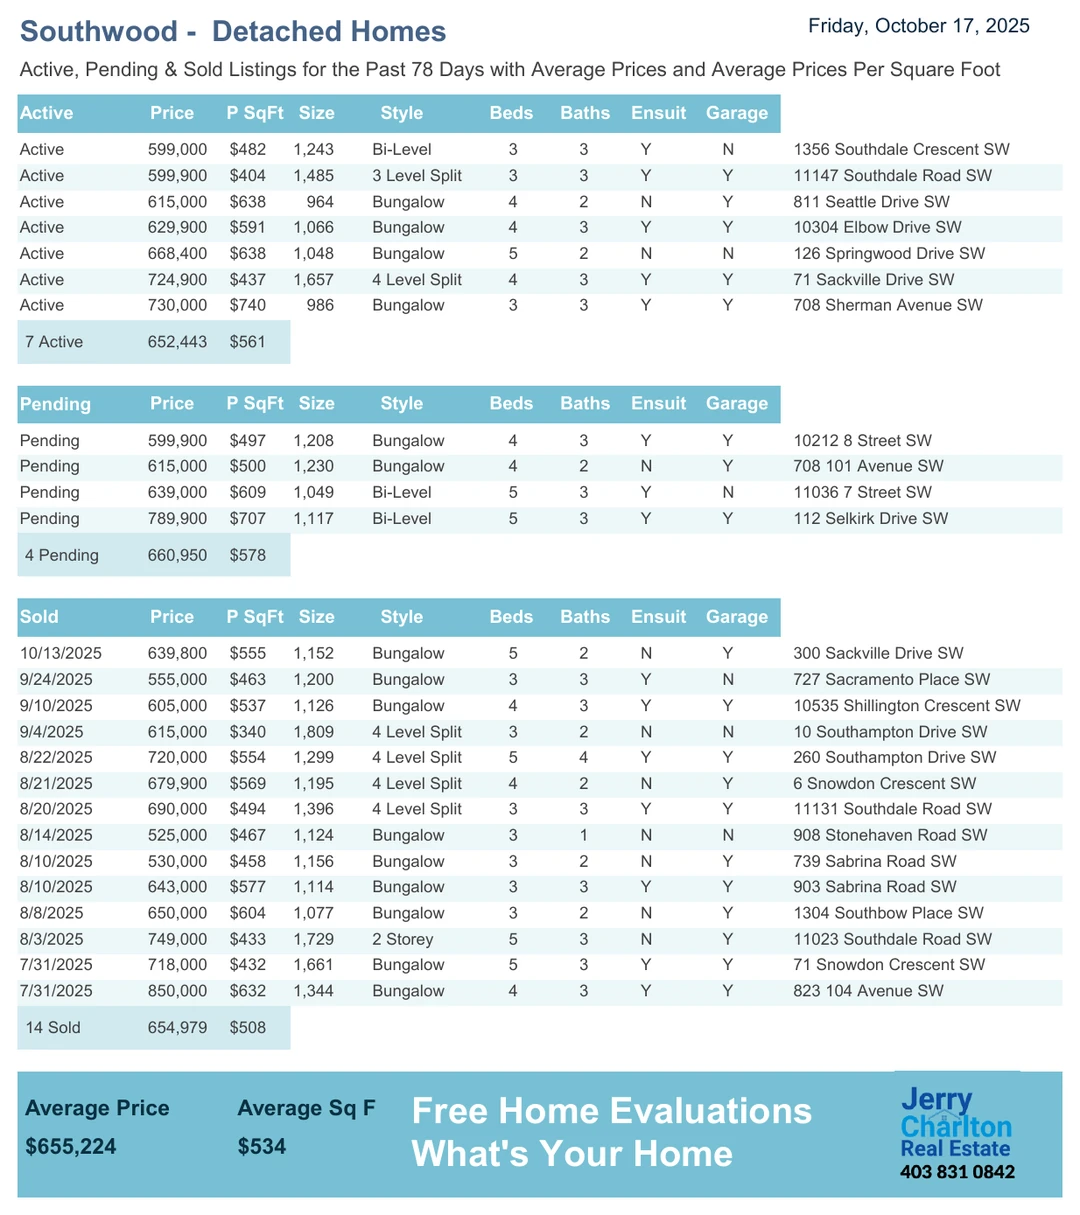 Southwood - Detached Homes
Friday, October 17, 2025
Active, Pending & Sold Listings for the Past 78 Days with Average Prices and Average Prices Per Square Foot
Active Price P SqFt Size Style Beds Baths Ensuit Garage
Active 599,000 $482 1,243 Bi-Level 3 3 Y N 1356 Southdale Crescent SW
Active 599,900 $404 1,485 3 Level Split 3 3 Y Y 11147 Southdale Road SW
Active 615,000 $638 964 Bungalow 4 2 N Y 811 Seattle Drive SW
Active 629,900 $591 1,066 Bungalow 4 3 Y Y 10304 Elbow Drive SW
Active 668,400 $638 1,048 Bungalow 5 2 N N 126 Springwood Drive SW
Active 724,900 $437 1,657 4 Level Split 4 3 Y Y 71 Sackville Drive SW
Active 730,000 $740 986 Bungalow 3 3 Y Y 708 Sherman Avenue SW
7 Active 652,443 $561
Pending Price P SqFt Size Style Beds Baths Ensuit Garage
Pending 599,900 $497 1,208 Bungalow 4 3 Y Y 10212 8 Street SW
Pending 615,000 $500 1,230 Bungalow 4 2 N Y 708 101 Avenue SW
Pending 639,000 $609 1,049 Bi-Level 5 3 Y N 11036 7 Street SW
Pending 789,900 $707 1,117 Bi-Level 5 3 Y Y 112 Selkirk Drive SW
4 Pending 660,950 $578
Sold Price P SqFt Size Style Beds Baths Ensuit Garage
10/13/2025 639,800 $555 1,152 Bungalow 5 2 N Y 300 Sackville Drive SW
9/24/2025 555,000 $463 1,200 Bungalow 3 3 Y N 727 Sacramento Place SW
9/10/2025 605,000 $537 1,126 Bungalow 4 3 Y Y 10535 Shillington Crescent SW
9/4/2025 615,000 $340 1,809 4 Level Split 3 2 N N 10 Southampton Drive SW
8/22/2025 720,000 $554 1,299 4 Level Split 5 4 Y Y 260 Southampton Drive SW
8/21/2025 679,900 $569 1,195 4 Level Split 4 2 N Y 6 Snowdon Crescent SW
8/20/2025 690,000 $494 1,396 4 Level Split 3 3 Y Y 11131 Southdale Road SW
8/14/2025 525,000 $467 1,124 Bungalow 3 1 N N 908 Stonehaven Road SW
8/10/2025 530,000 $458 1,156 Bungalow 3 2 N Y 739 Sabrina Road SW
8/10/2025 643,000 $577 1,114 Bungalow 3 3 Y Y 903 Sabrina Road SW
8/8/2025 650,000 $604 1,077 Bungalow 3 2 N Y 1304 Southbow Place SW
8/3/2025 749,000 $433 1,729 2 Storey 5 3 N Y 11023 Southdale Road SW
7/31/2025 718,000 $432 1,661 Bungalow 5 3 Y Y 71 Snowdon Crescent SW
7/31/2025 850,000 $632 1,344 Bungalow 4 3 Y Y 823 104 Avenue SW
14 Sold 654,979 $508
Average Price Average Sq F
$655,224 $534
Free Home Evaluations
What's Your Home
Jerry
Charlton
Real Estate
403 831 0842